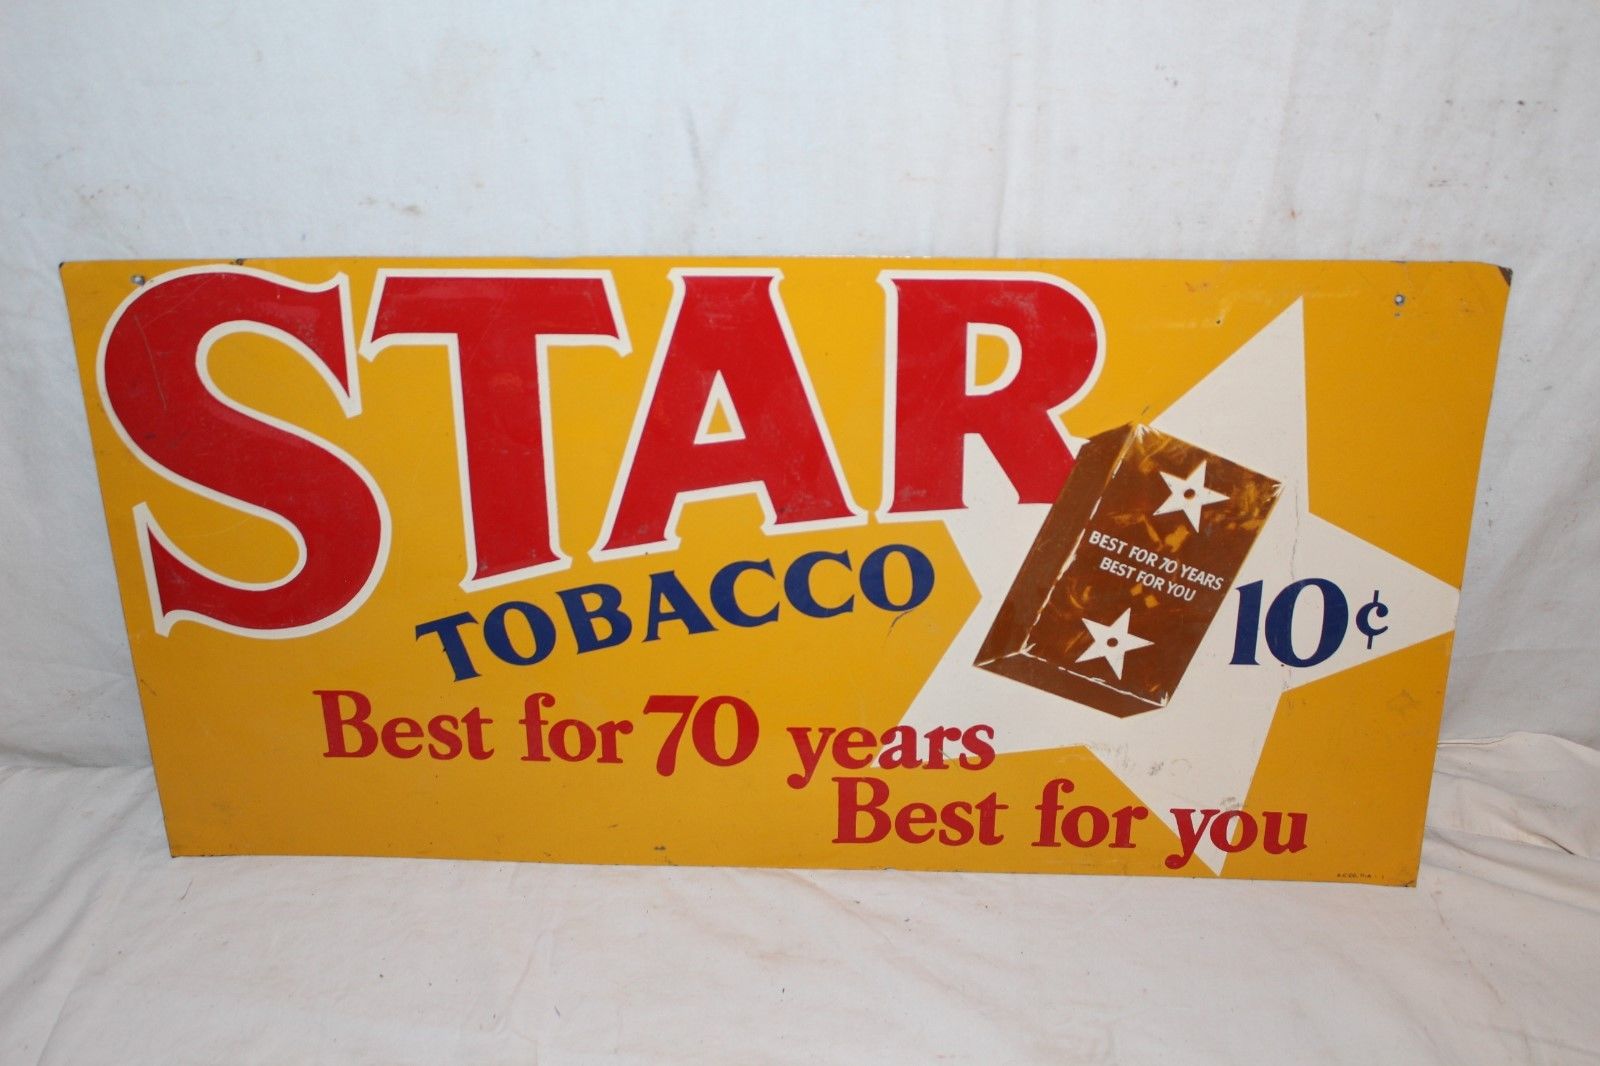 STAR
TOBACCO
BEST FOR 70 YEARS
BEST FOR YOU
10¢
Best for 70 years
Best for you